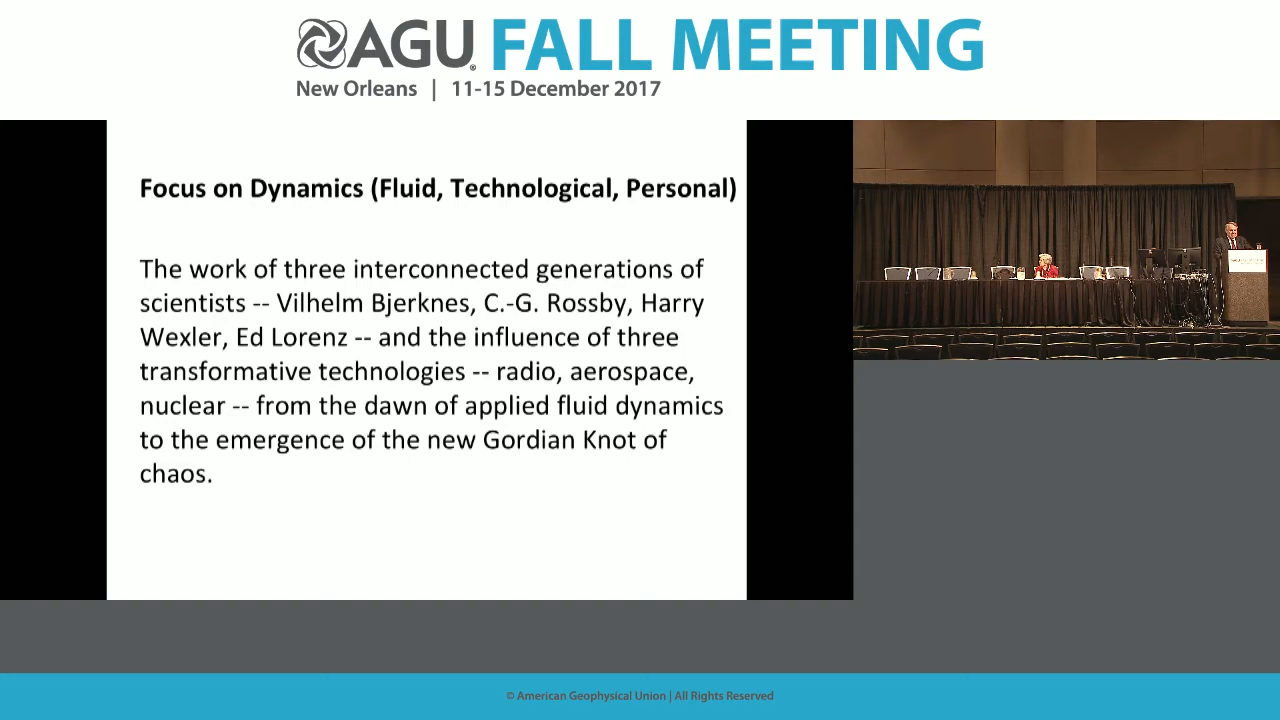 AGU FALL MEETING
New Orleans | 11-15 December 2017
Focus on Dynamics (Fluid, Technological, Personal)
The work of three interconnected generations of
scientists -- Vilhelm Bjerknes, C.-G. Rossby, Harry
Wexler, Ed Lorenz -- and the influence of three
transformative technologies -- radio, aerospace,
nuclear -- from the dawn of applied fluid dynamics
to the emergence of the new Gordian Knot of
chaos.
© American Geophysical Union | All Rights Reserved